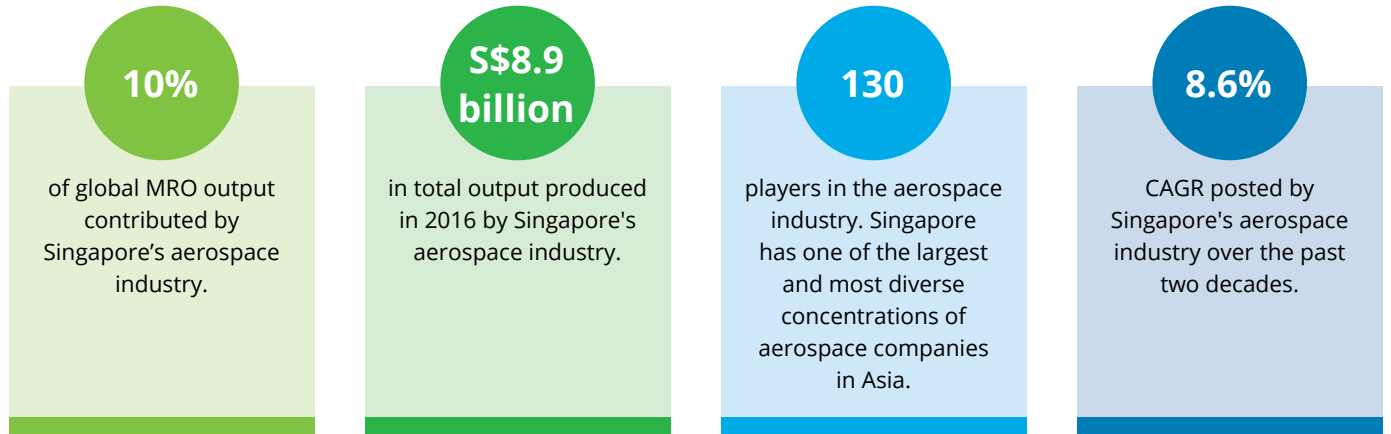 10%
of global MRO output
contributed by
Singapore’s aerospace
industry.
S$8.9
billion
in total output produced
in 2016 by Singapore's
aerospace industry.
130
players in the aerospace
industry. Singapore
has one of the largest
and most diverse
concentrations of
aerospace companies
in Asia.
8.6%
CAGR posted by
Singapore's aerospace
industry over the past
two decades.